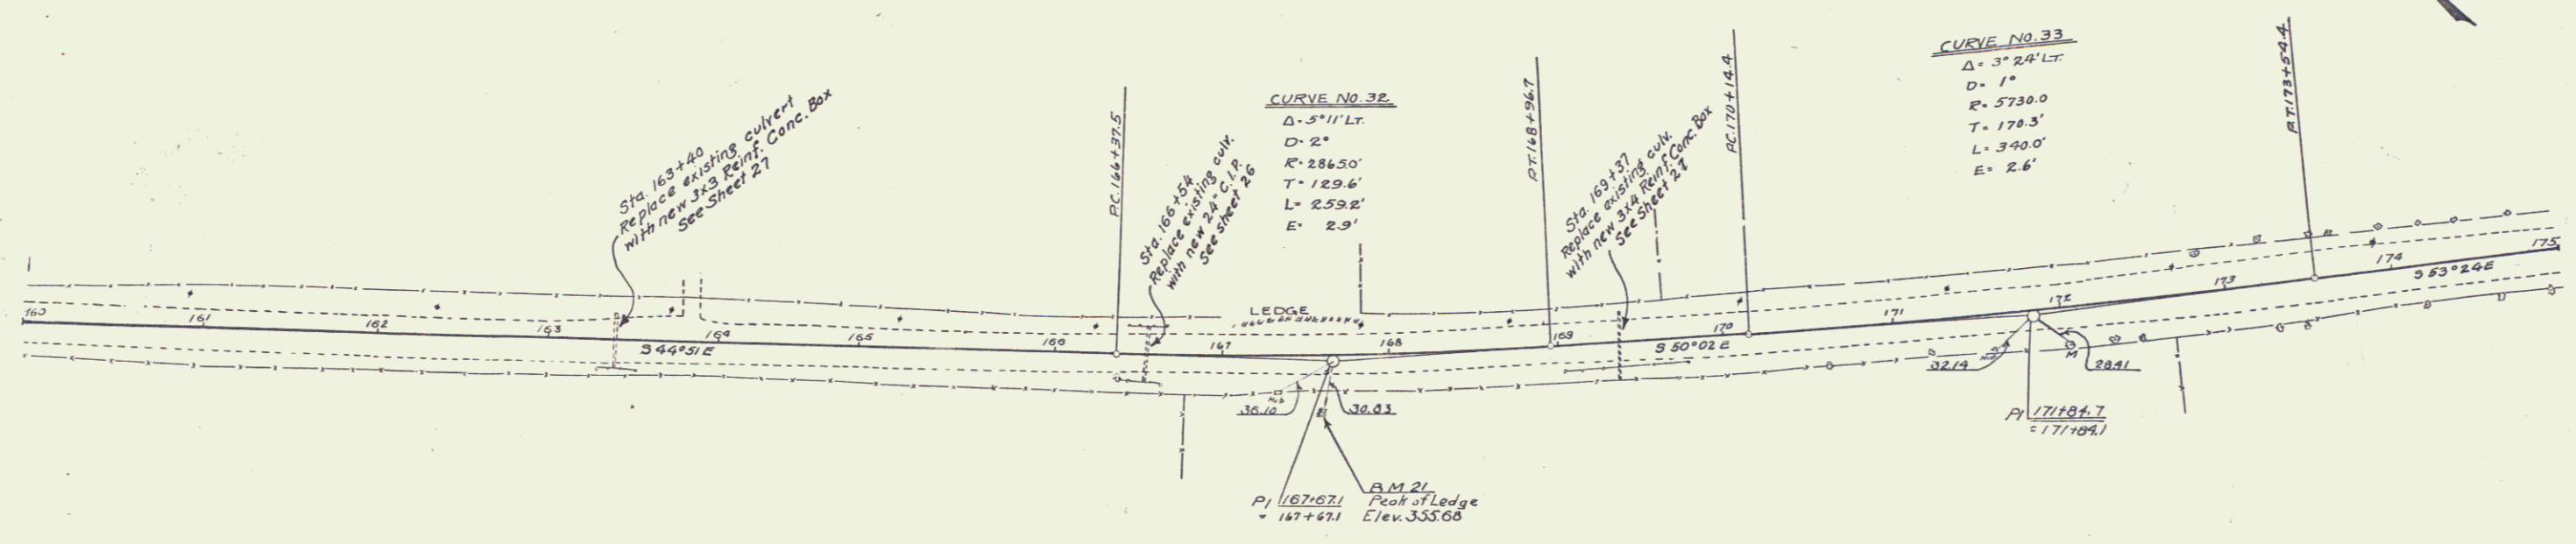 Sta. 163+40
Replace existing culvert
with new 3x3 Reinf. Conc. Box
See Sheet 27
P.C. 166+37.5
Sta. 166+54
Replace existing culv.
with new 24" C.I.P.
See sheet 26
CURVE NO. 32
Δ= 5°11' LT.
D= 2°
R= 2865.0'
T= 129.6'
L= 259.2'
E= 2.9'
P.T. 168+96.7
Sta. 169+37
Replace existing culv.
with new 3x4 Reinf. Conc. Box
See Sheet 27
P.C. 170+14.4
CURVE NO. 33
Δ= 3°24' LT.
D= 1°
R= 5730.0
T= 170.3'
L= 340.0'
E= 2.6'
P.T. 173+54.4
LEDGE
160 161 162 163 164 165 166 167 168 169 170 171 172 173 174 175
S 44°51 E
S 50°02 E
S 53°24 E
Hub
36.10
30.83
Hub
M
32.14
28.41
PI 171+84.7
= 171+84.1
PI 167+67.1
= 167+67.1
B M 21
Peak of Ledge
Elev. 355.68